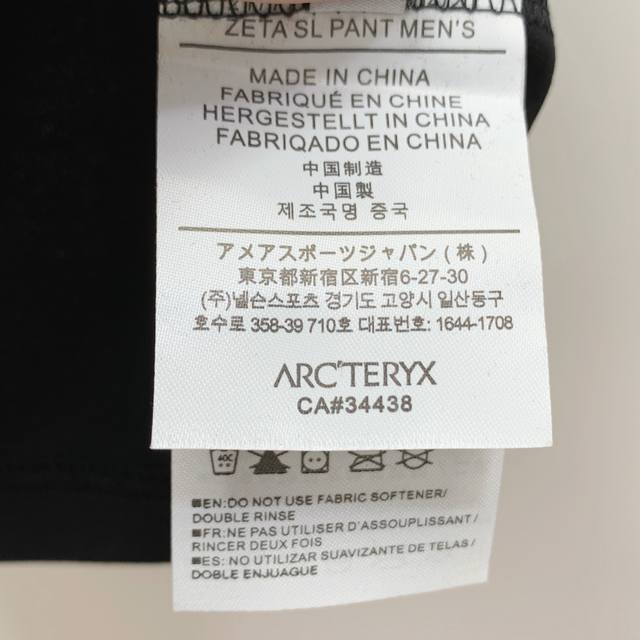 ZETA SL PANT MEN'S
MADE IN CHINA
FABRIQUÉ EN CHINE
HERGESTELLT IN CHINA
FABRIQADO EN CHINA
中国制造
中国製
제조국명 중국
アメアスポーツジャパン(株)
東京都新宿区新宿6-27-30
(주)넬슨스포츠 경기도 고양시 일산동구
호수로 358-39 710호 대표번호: 1644-1708
ARC'TERYX
CA#34438
40C
■EN:DO NOT USE FABRIC SOFTENER/
DOUBLE RINSE
■FR:NE PAS UTILISER D'ASSOUPLISSANT/
RINCER DEUX FOIS
■ES: NO UTILIZAR SUAVIZANTE DE TELAS/
DOBLE ENJUAGUE